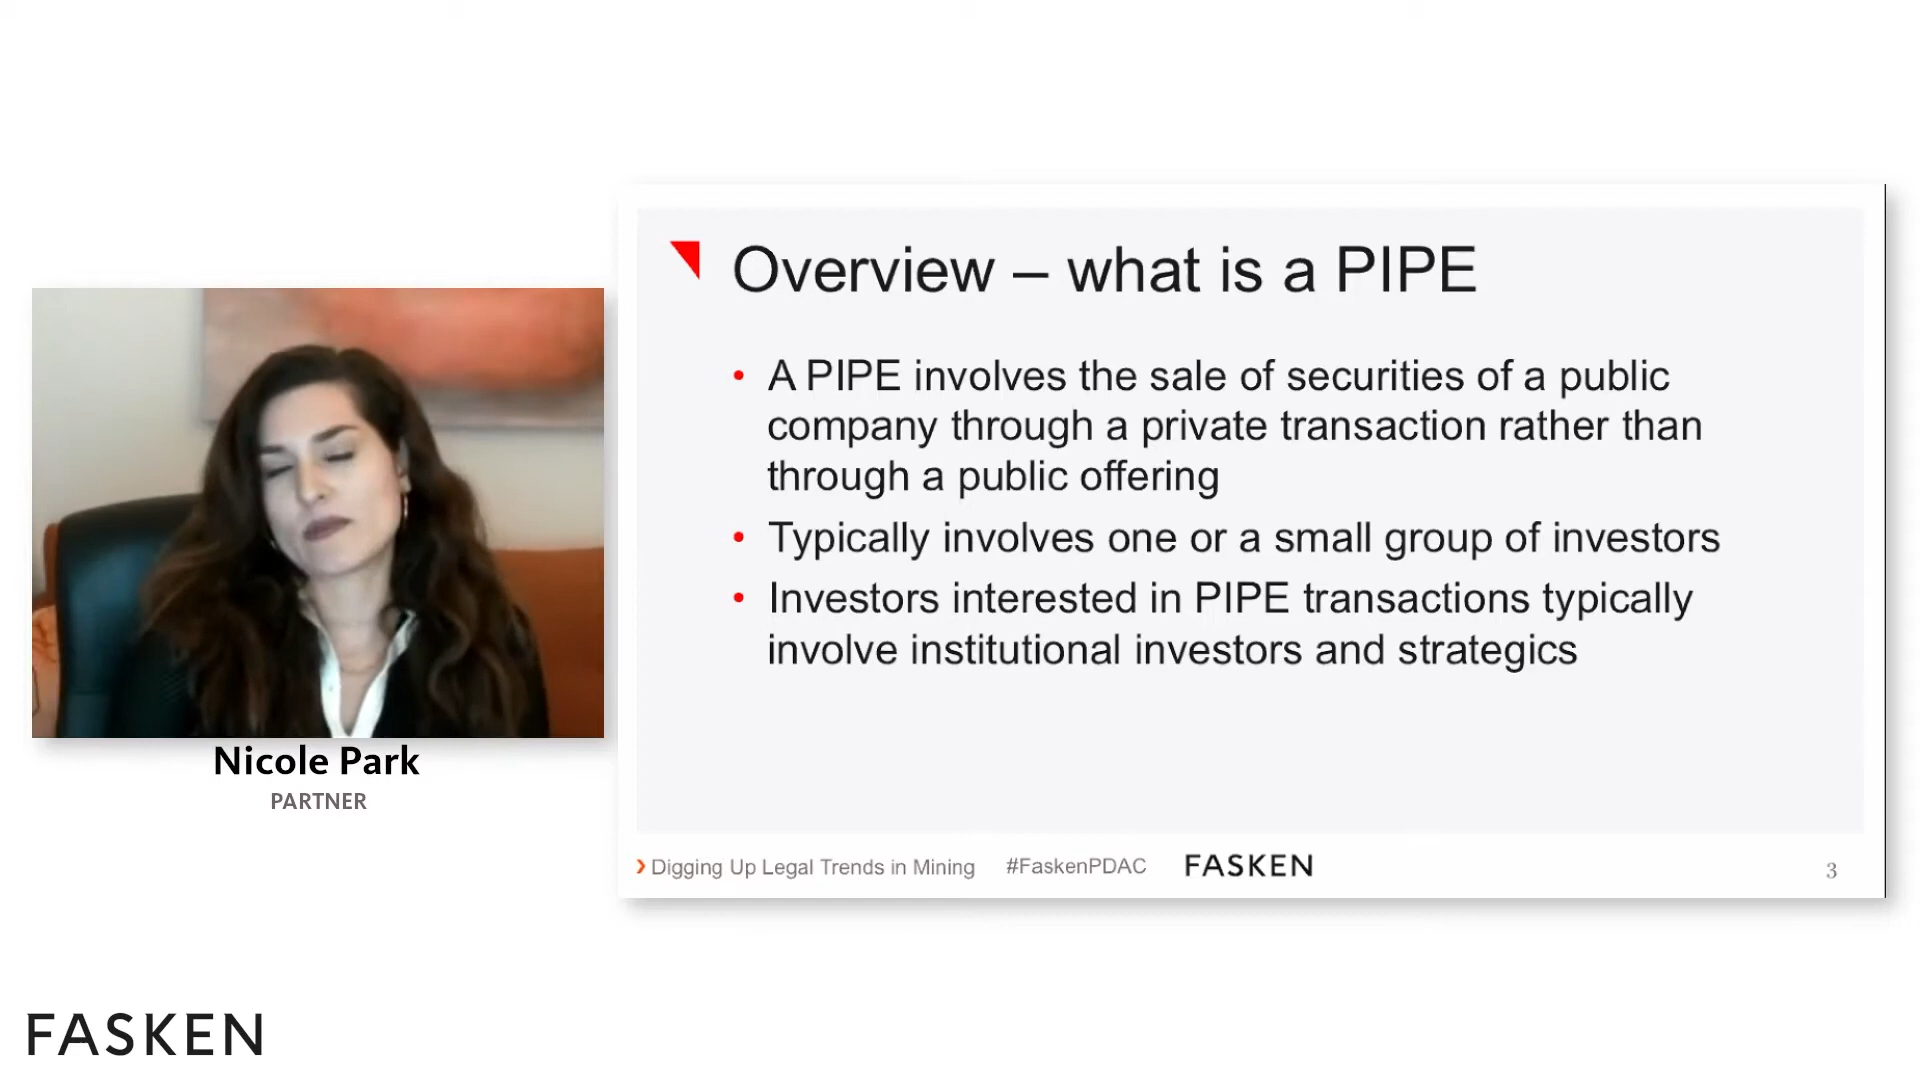 Overview – what is a PIPE
• A PIPE involves the sale of securities of a public
company through a private transaction rather than
through a public offering
• Typically involves one or a small group of investors
• Investors interested in PIPE transactions typically
involve institutional investors and strategics
Nicole Park
PARTNER
Digging Up Legal Trends in Mining #FaskenPDAC FASKEN 3
FASKEN